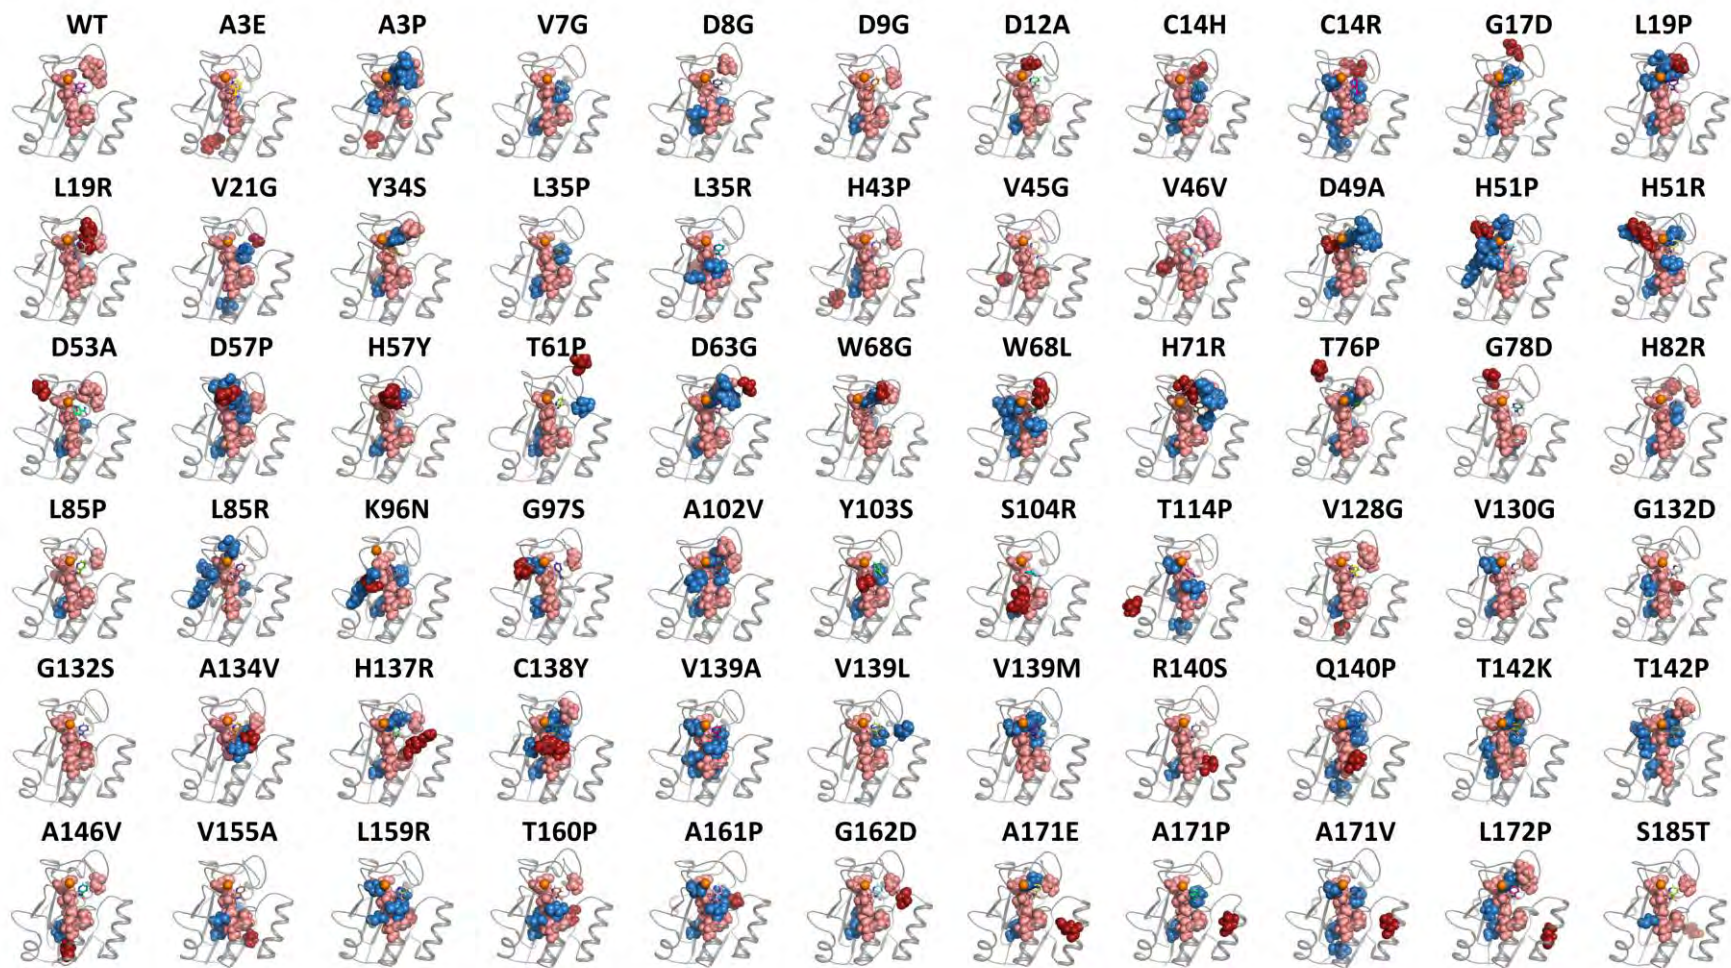 WT A3E A3P V7G D8G D9G D12A C14H C14R G17D L19P
L19R V21G Y34S L35P L35R H43P V45G V46V D49A H51P H51R
D53A D57P H57Y T61P D63G W68G W68L H71R T76P G78D H82R
L85P L85R K96N G97S A102V Y103S S104R T114P V128G V130G G132D
G132S A134V H137R C138Y V139A V139L V139M R140S Q140P T142K T142P
A146V V155A L159R T160P A161P G162D A171E A171P A171V L172P S185T